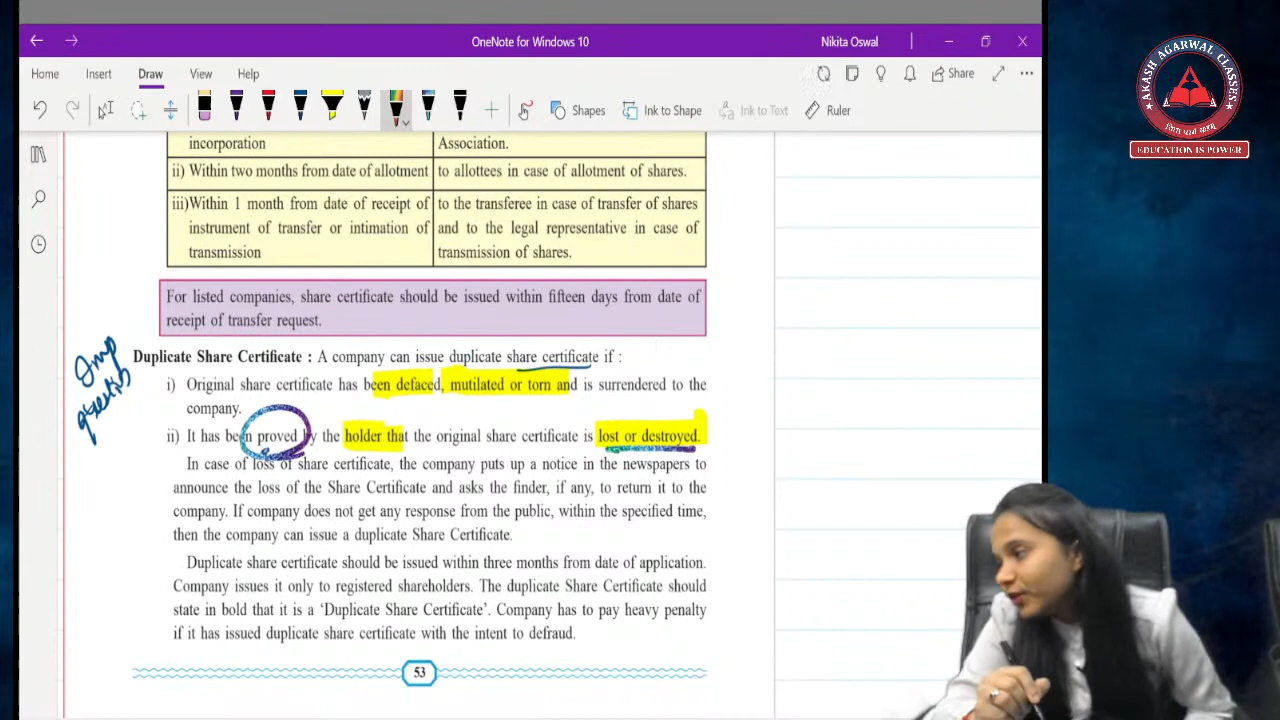 OneNote for Windows 10
Nikita Oswal
Home Insert Draw View Help
Share
Shapes Ink to Shape Ink to Text Ruler
AKASH AGARWAL CLASSES
EDUCATION IS POWER
incorporation Association.
ii) Within two months from date of allotment to allottees in case of allotment of shares.
iii)Within 1 month from date of receipt of to the transferee in case of transfer of shares
instrument of transfer or intimation of and to the legal representative in case of
transmission transmission of shares.
For listed companies, share certificate should be issued within fifteen days from date of
receipt of transfer request.
Imp
question
Duplicate Share Certificate : A company can issue duplicate share certificate if :
i) Original share certificate has been defaced, mutilated or torn and is surrendered to the
company.
ii) It has been proved by the holder that the original share certificate is lost or destroyed.
In case of loss of share certificate, the company puts up a notice in the newspapers to
announce the loss of the Share Certificate and asks the finder, if any, to return it to the
company. If company does not get any response from the public, within the specified time,
then the company can issue a duplicate Share Certificate.
Duplicate share certificate should be issued within three months from date of application.
Company issues it only to registered shareholders. The duplicate Share Certificate should
state in bold that it is a ‘Duplicate Share Certificate’. Company has to pay heavy penalty
if it has issued duplicate share certificate with the intent to defraud.
53